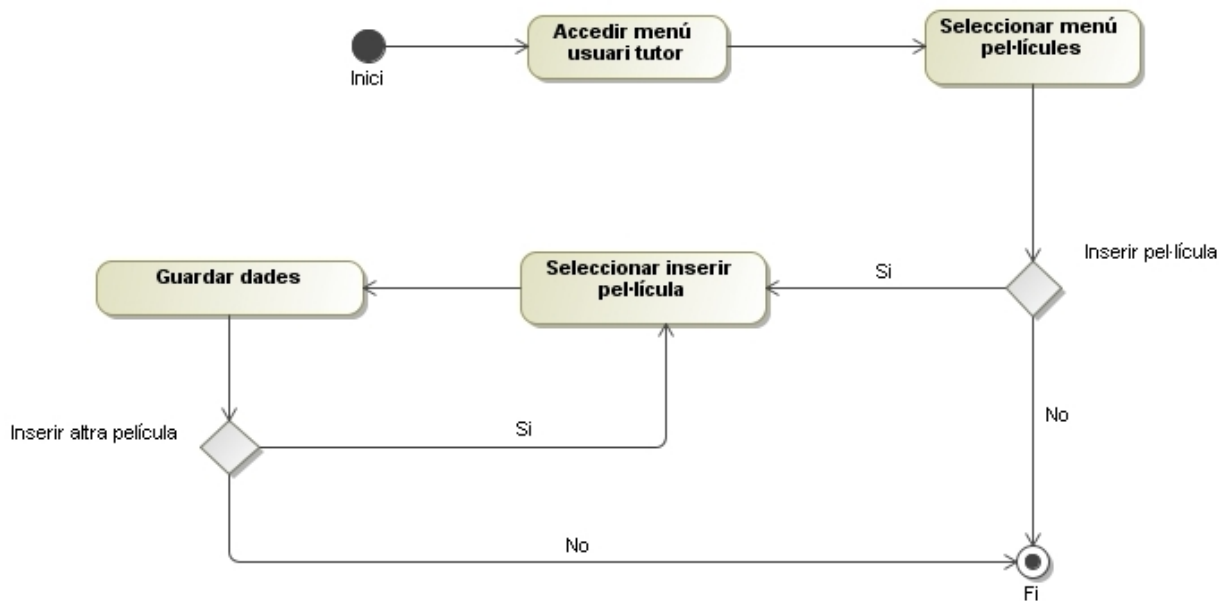 Accedir menú
usuari tutor
Seleccionar menú
pel·lícules
Inici
Inserir pel·lícula
Si
Seleccionar inserir
pel·lícula
Guardar dades
No
Inserir altra película
Si
No
Fi